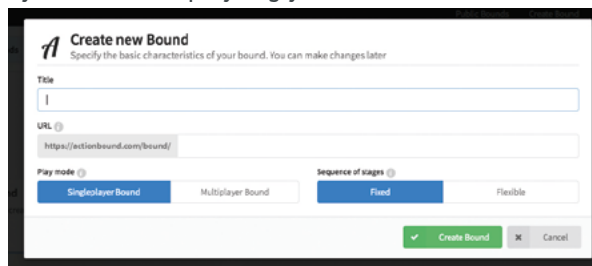 Public Bounds Create Bound
A Create new Bound
Specify the basic characteristics of your bound. You can make changes later
Title
URL
https://actionbound.com/bound/
Play mode Sequence of stages
Singleplayer Bound Multiplayer Bound Fixed Flexible
Create Bound Cancel